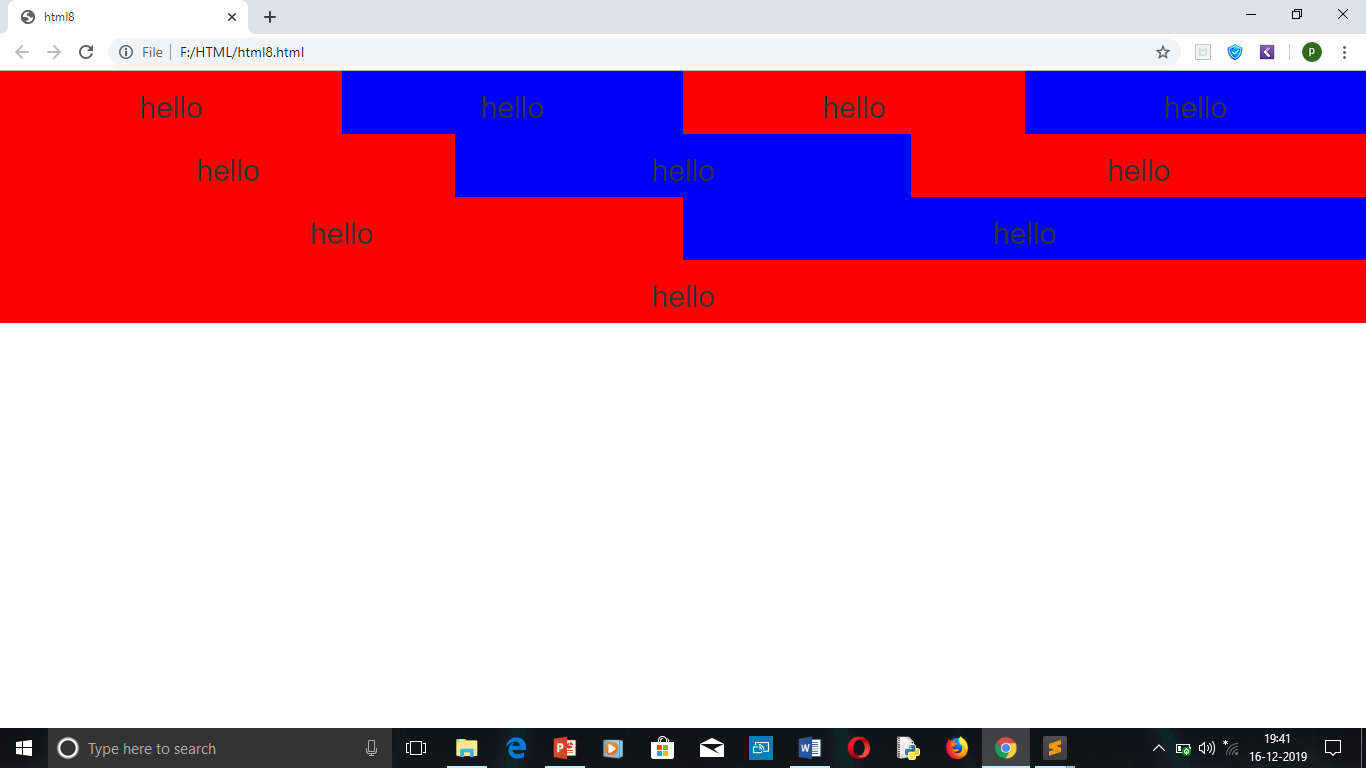 html8
File F:/HTML/html8.html
P
hello hello hello hello
hello hello hello
hello hello
hello
Type here to search
19:41
16-12-2019